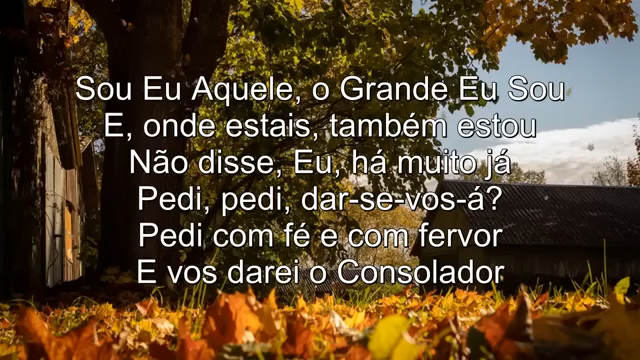 Sou Eu Aquele, o Grande Eu Sou
E, onde estais, também estou
Não disse, Eu, há muito já
Pedi, pedi, dar-se-vos-á?
Pedi com fé e com fervor
E vos darei o Consolador